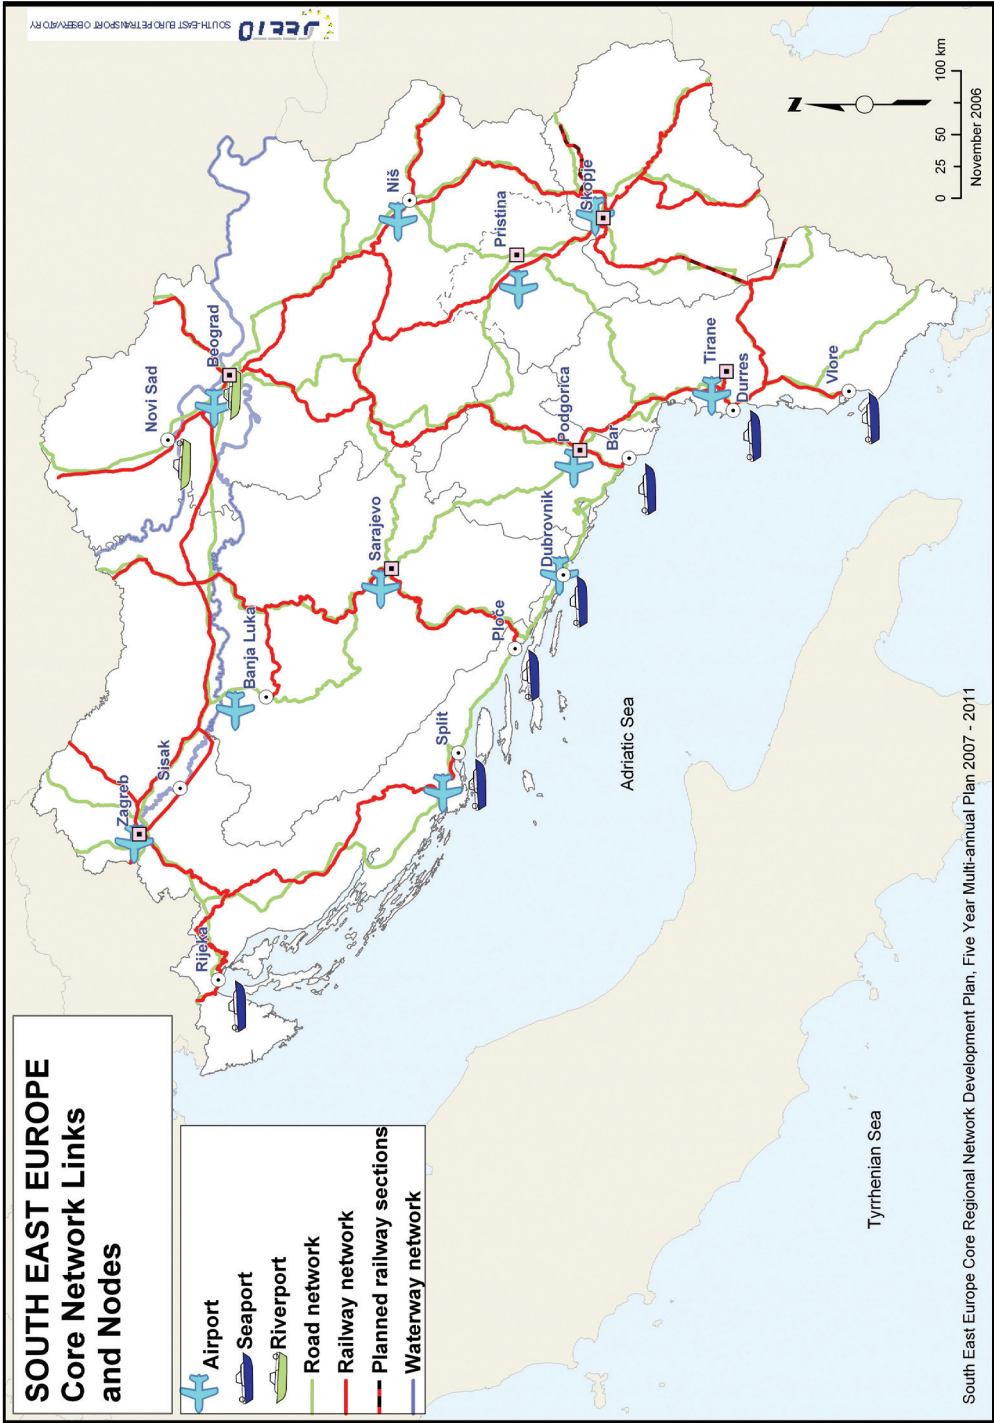 SOUTH EAST EUROPE
Core Network Links
and Nodes
Airport
Seaport
Riverport
Road network
Railway network
Planned railway sections
Waterway network
SOUTH-EAST EUROPE TRANSPORT OBSERVATORY
SEETO
Zagreb
Sisak
Rijeka
Novi Sad
Beograd
Banja Luka
Sarajevo
Split
Ploče
Dubrovnik
Niš
Pristina
Skopje
Podgorica
Bar
Tirane
Durres
Vlore
Adriatic Sea
Tyrrhenian Sea
N
0 25 50 100 km
November 2006
South East Europe Core Regional Network Development Plan, Five Year Multi-annual Plan 2007 - 2011